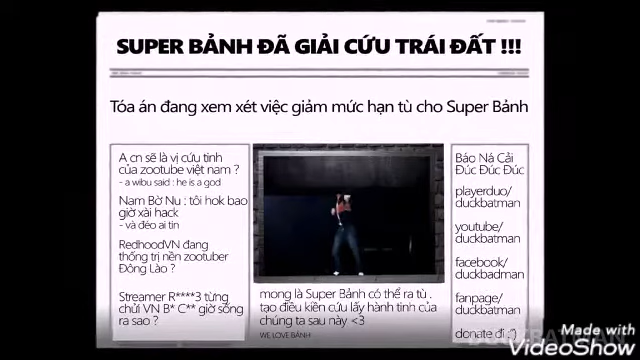 SUPER BẢNH ĐÃ GIẢI CỨU TRÁI ĐẤT !!!
Tóa án đang xem xét việc giảm mức hạn tù cho Super Bảnh
A cn sẽ là vị cứu tinh
của zootube việt nam ?
- a wibu said : he is a god
Nam Bờ Nu : tôi hok bao
giờ xài hack
- và đéo ai tin
RedhoodVN đang
thống trị nền zootuber
Đông Lào ?
Streamer R****3 từng
chửi VN B* C** giờ sống
ra sao ?
mong là Super Bảnh có thể ra tù .
tạo điều kiên cứu lấy hành tinh của
chúng ta sau này <3
WE LOVE BẢNH
Báo Ná Cải
Đúc Đúc Đúc
playerduo/
duckbatman
youtube/
duckbatman
facebook/
duckbadman
fanpage/
duckbatman
donate đi :)
Made with
VideoShow